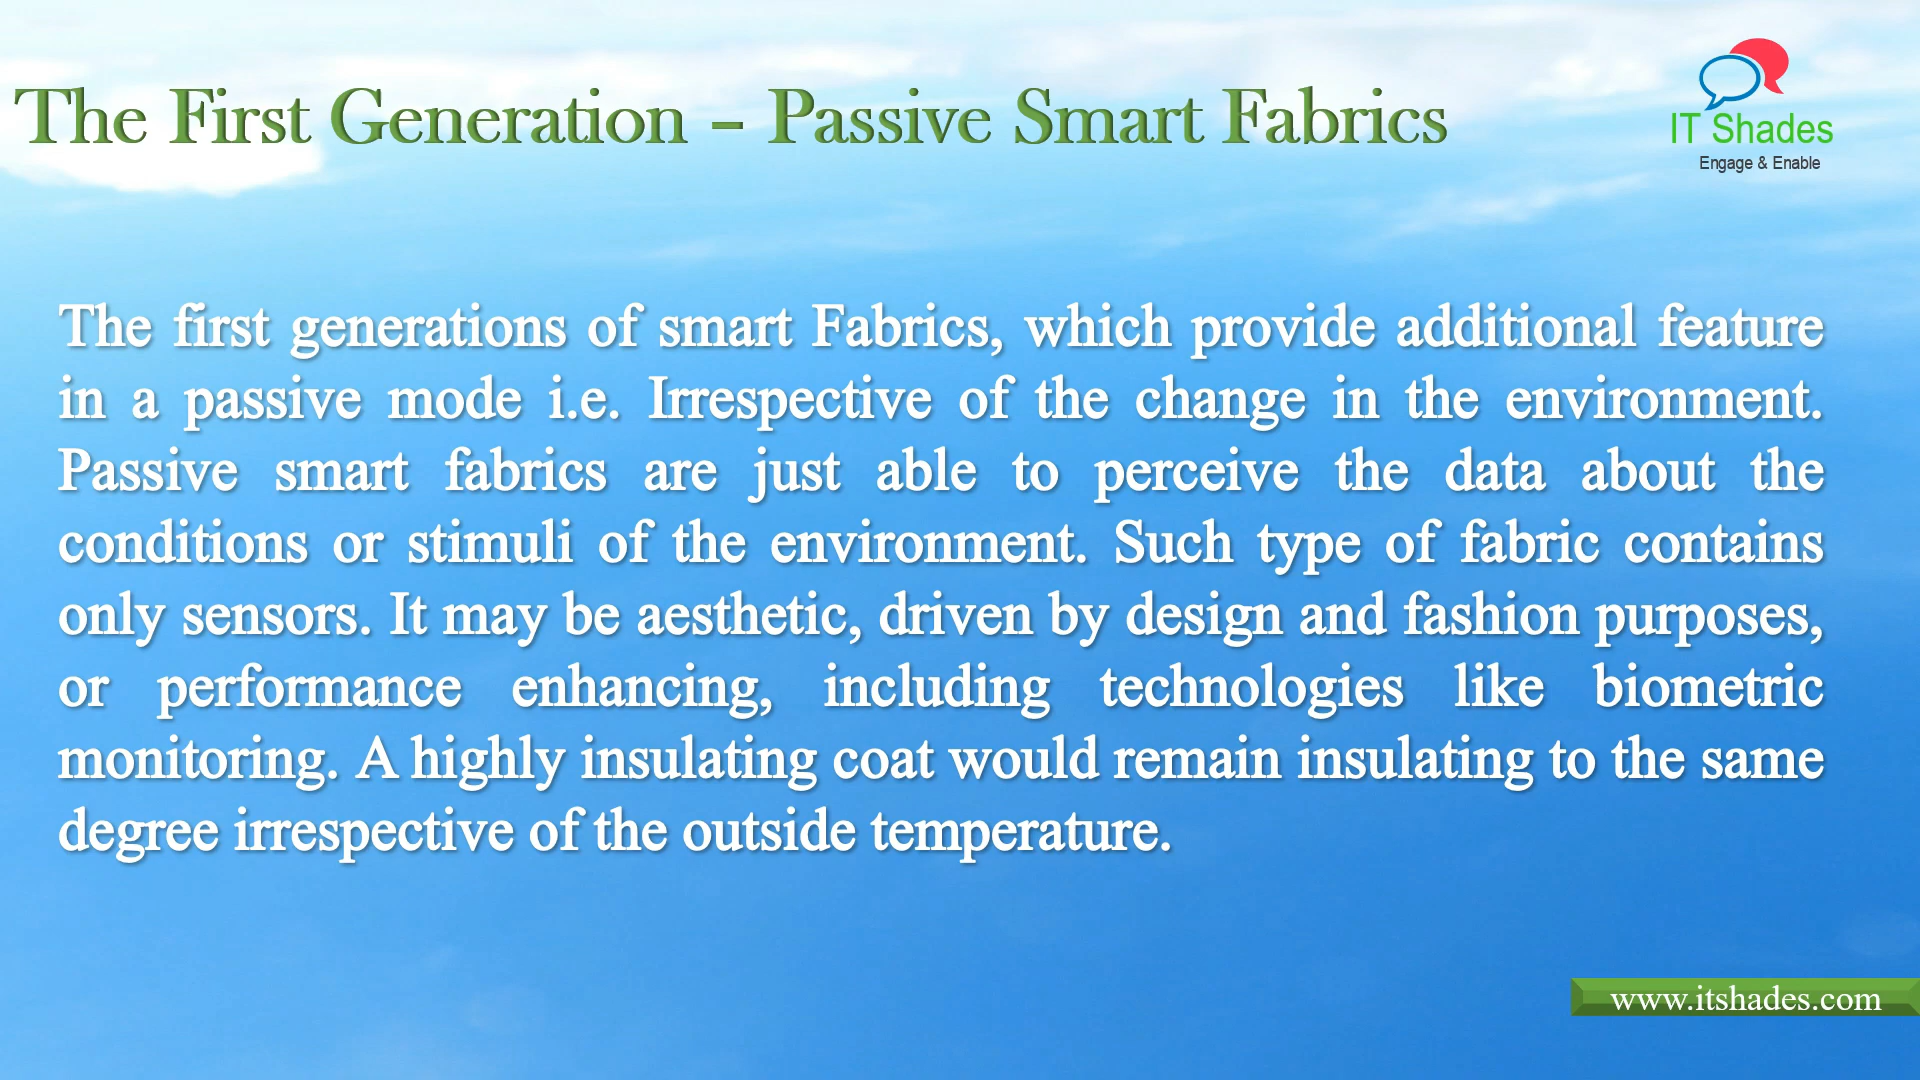 The First Generation – Passive Smart Fabrics
IT Shades
Engage & Enable
The first generations of smart Fabrics, which provide additional feature
in a passive mode i.e. Irrespective of the change in the environment.
Passive smart fabrics are just able to perceive the data about the
conditions or stimuli of the environment. Such type of fabric contains
only sensors. It may be aesthetic, driven by design and fashion purposes,
or performance enhancing, including technologies like biometric
monitoring. A highly insulating coat would remain insulating to the same
degree irrespective of the outside temperature.
www.itshades.com